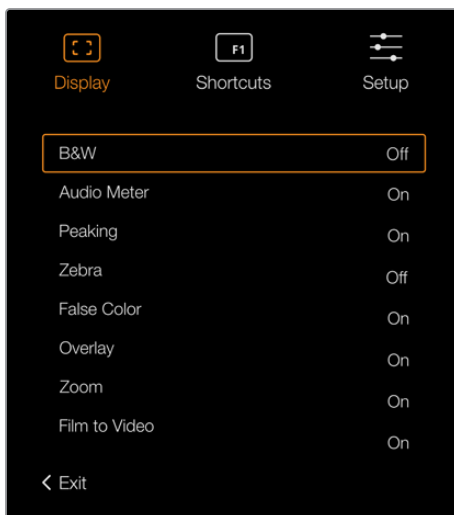 F1
Display Shortcuts Setup
B&W Off
Audio Meter On
Peaking On
Zebra Off
False Color On
Overlay On
Zoom On
Film to Video On
Exit